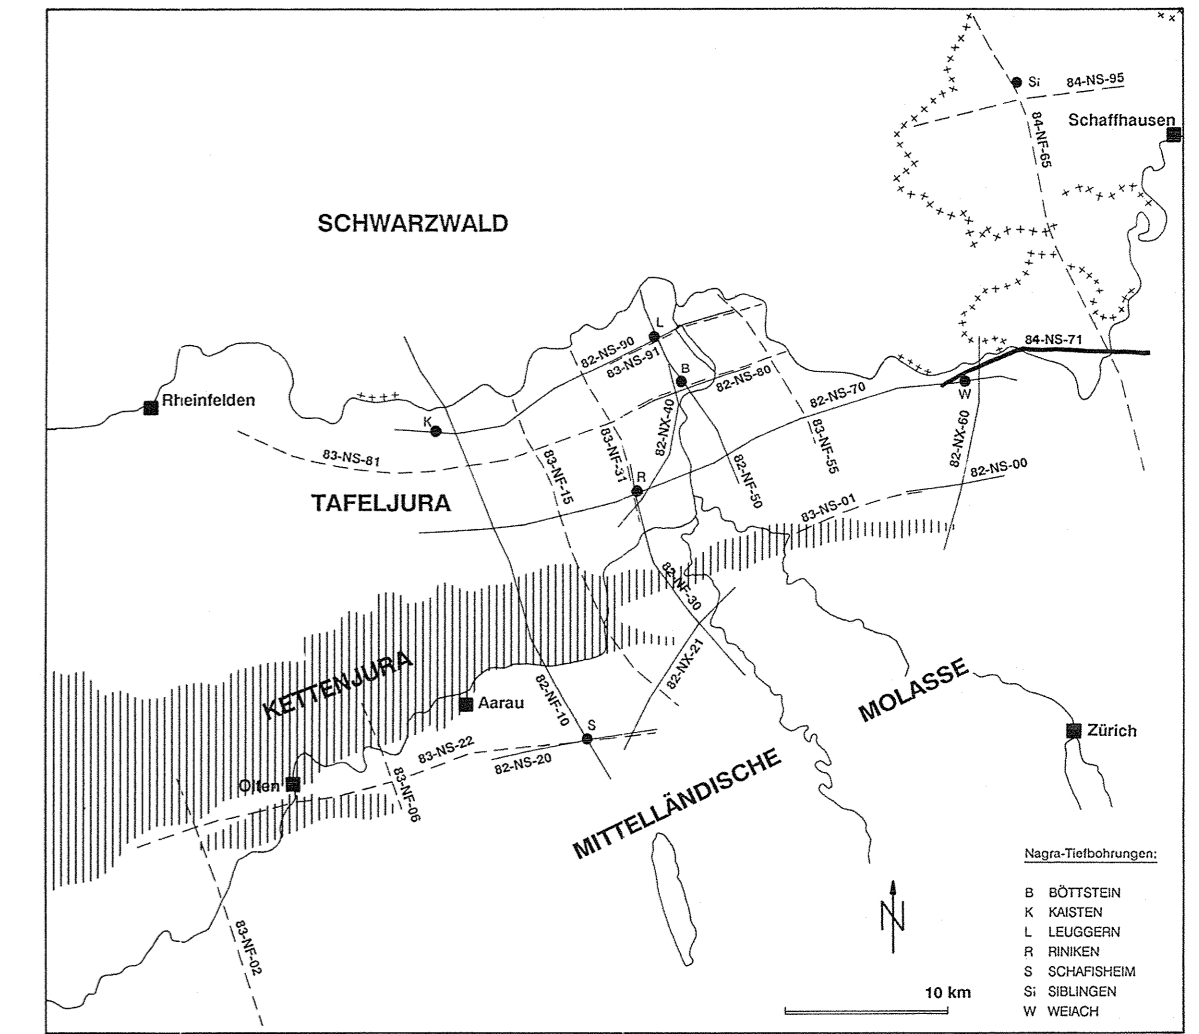 Si
84-NS-95
Schaffhausen
84-NF-65
SCHWARZWALD
L
84-NS-71
82-NS-90
83-NS-91
B
82-NS-80
82-NS-70
W
Rheinfelden
K
82-NX-40
83-NF-31
83-NF-55
82-NX-60
83-NS-81
83-NF-15
R
82-NF-50
82-NS-00
TAFELJURA
83-NS-01
82-NF-30
KETTENJURA
82-NX-21
MOLASSE
82-NF-10
Aarau
S
Zürich
83-NS-22
82-NS-20
Olten
83-NF-06
MITTELLÄNDISCHE
83-NF-02
N
10 km
Nagra-Tiefbohrungen:
B BÖTTSTEIN
K KAISTEN
L LEUGGERN
R RINIKEN
S SCHAFISHEIM
Si SIBLINGEN
W WEIACH